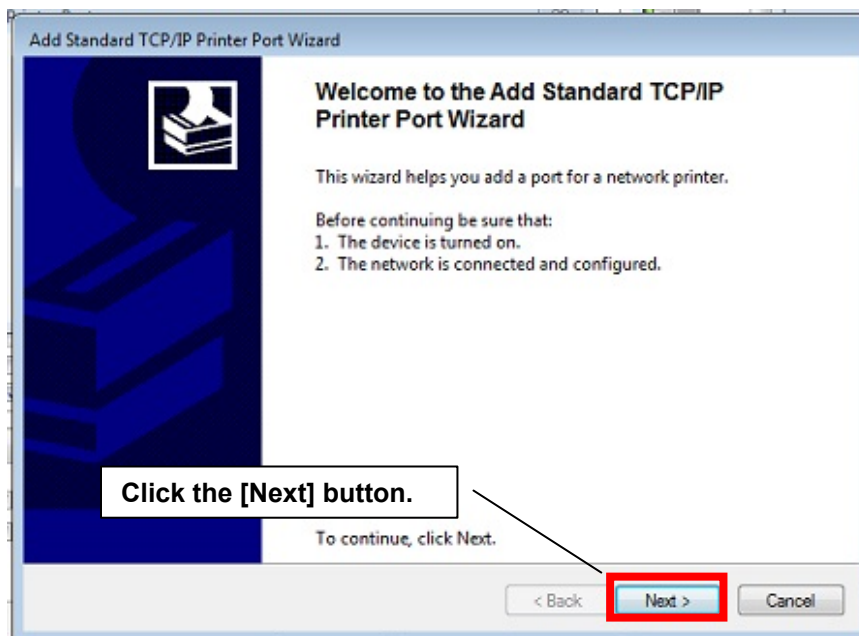 Add Standard TCP/IP Printer Port Wizard
Welcome to the Add Standard TCP/IP
Printer Port Wizard
This wizard helps you add a port for a network printer.
Before continuing be sure that:
1. The device is turned on.
2. The network is connected and configured.
Click the [Next] button.
To continue, click Next.
< Back
Next >
Cancel